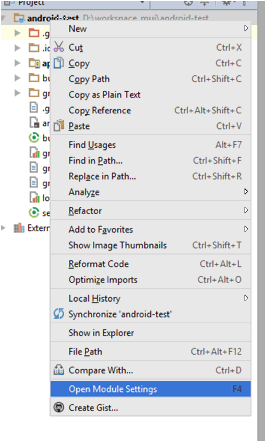 Project
android-test D:\workspace_mvi\android-test
.g
New
.ic
Cut Ctrl+X
ap
Copy Ctrl+C
bu
Copy Path Ctrl+Shift+C
gr
Copy as Plain Text
.g
Copy Reference Ctrl+Alt+Shift+C
an
Paste Ctrl+V
bu
Find Usages Alt+F7
gr
Find in Path... Ctrl+Shift+F
gr
Replace in Path... Ctrl+Shift+R
lo
Analyze
se
Refactor
Extern
Add to Favorites
Show Image Thumbnails Ctrl+Shift+T
Reformat Code Ctrl+Alt+L
Optimize Imports Ctrl+Alt+O
Local History
Synchronize 'android-test'
Show in Explorer
File Path Ctrl+Alt+F12
Compare With... Ctrl+D
Open Module Settings F4
Create Gist...